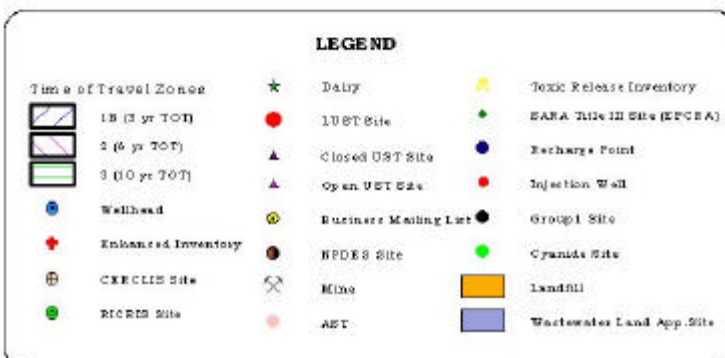 LEGEND
Time of Travel Zones
1B (3 yr TOT)
2 (6 yr TOT)
3 (10 yr TOT)
Wellhead
Enhanced Inventory
CERCLIS Site
RICRIS Site
Dairy
LUST Site
Closed UST Site
Open UST Site
Business Mailing List
NPDES Site
Mine
AST
Toxic Release Inventory
SARA Title III Site (EPCRA)
Recharge Point
Injection Well
Group1 Site
Cyanide Site
Landfill
Wastewater Land App.Site